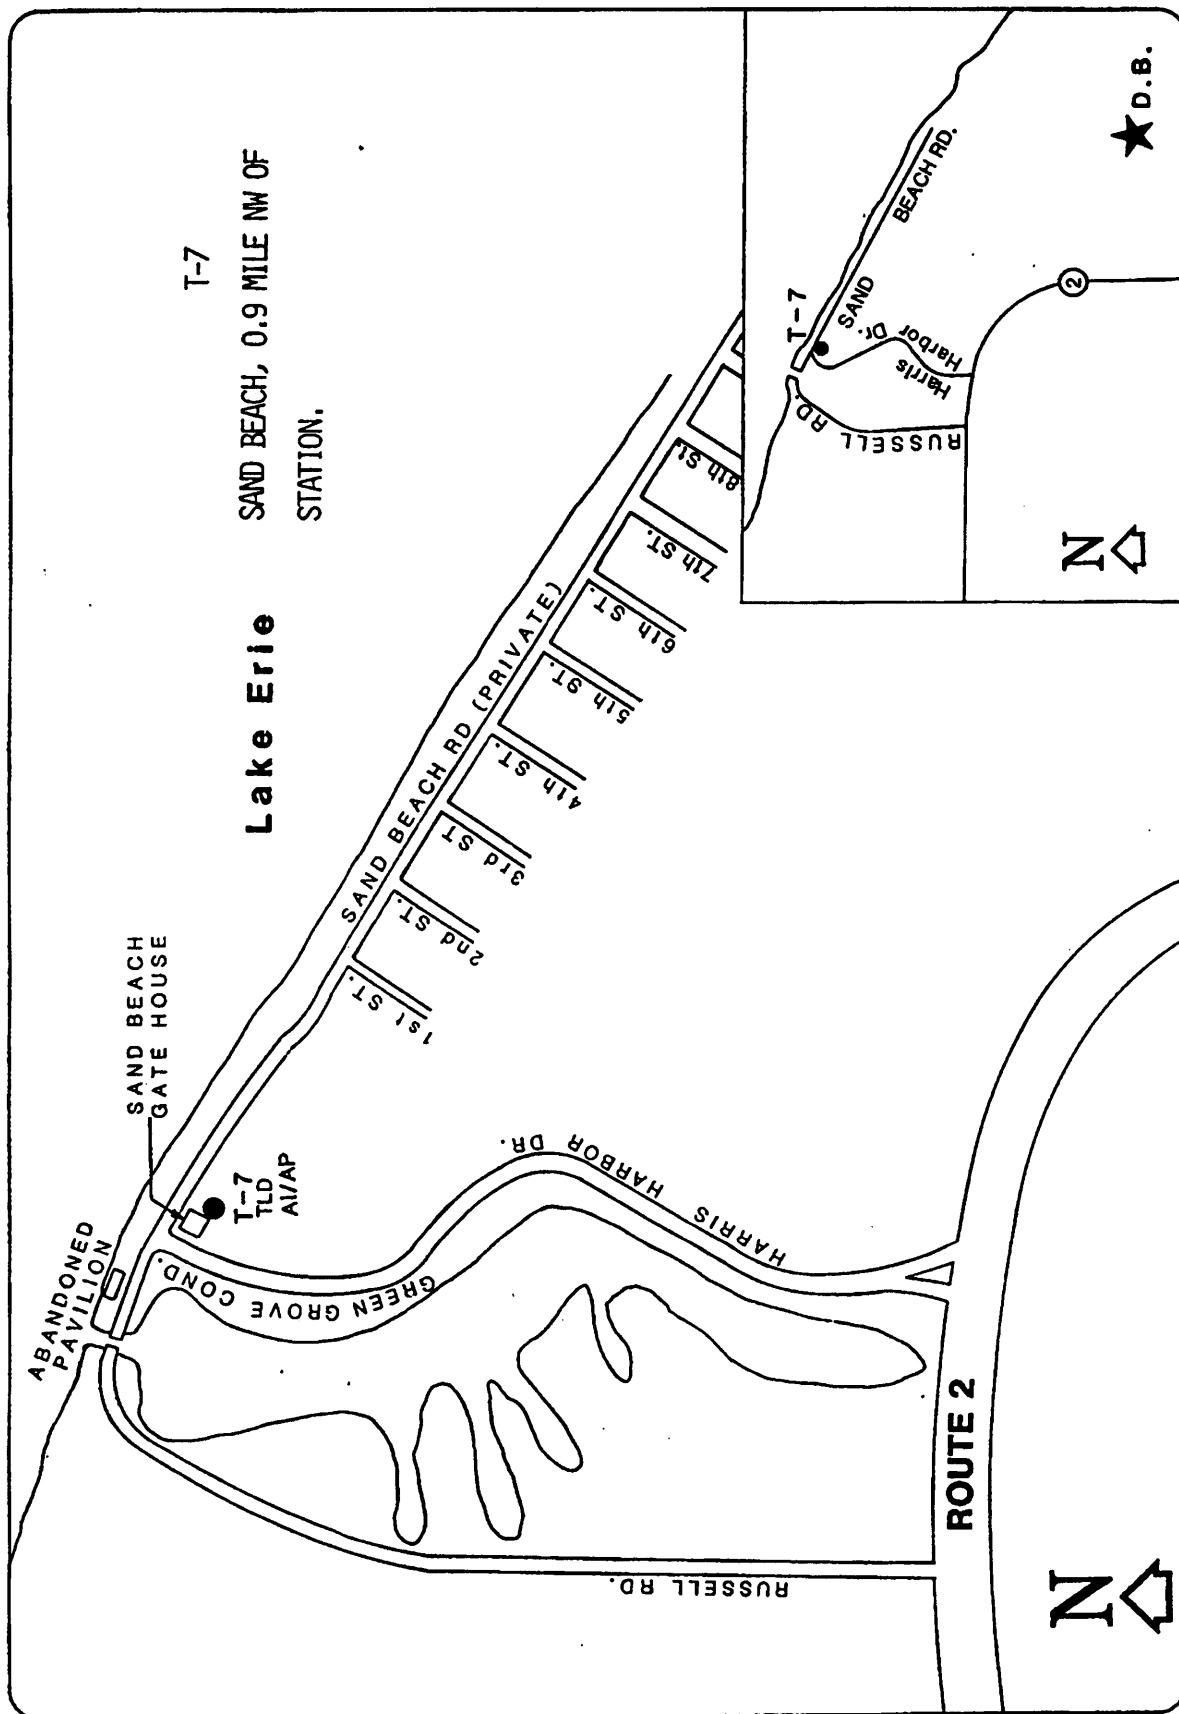 T-7
SAND BEACH, 0.9 MILE NW OF
STATION.
Lake Erie
ABANDONED
PAVILION
SAND BEACH
GATE HOUSE
T-7
TLD
AI/AP
SAND BEACH RD (PRIVATE)
1st ST.
2nd ST.
3rd ST
4th ST.
5th ST.
6th ST.
7th ST.
8th St.
GREEN GROVE COND.
HARRIS HARBOR DR.
RUSSELL RD.
ROUTE 2
N
T-7
SAND BEACH RD.
Harris Harbor Dr.
RUSSELL RD.
2
D.B.
N